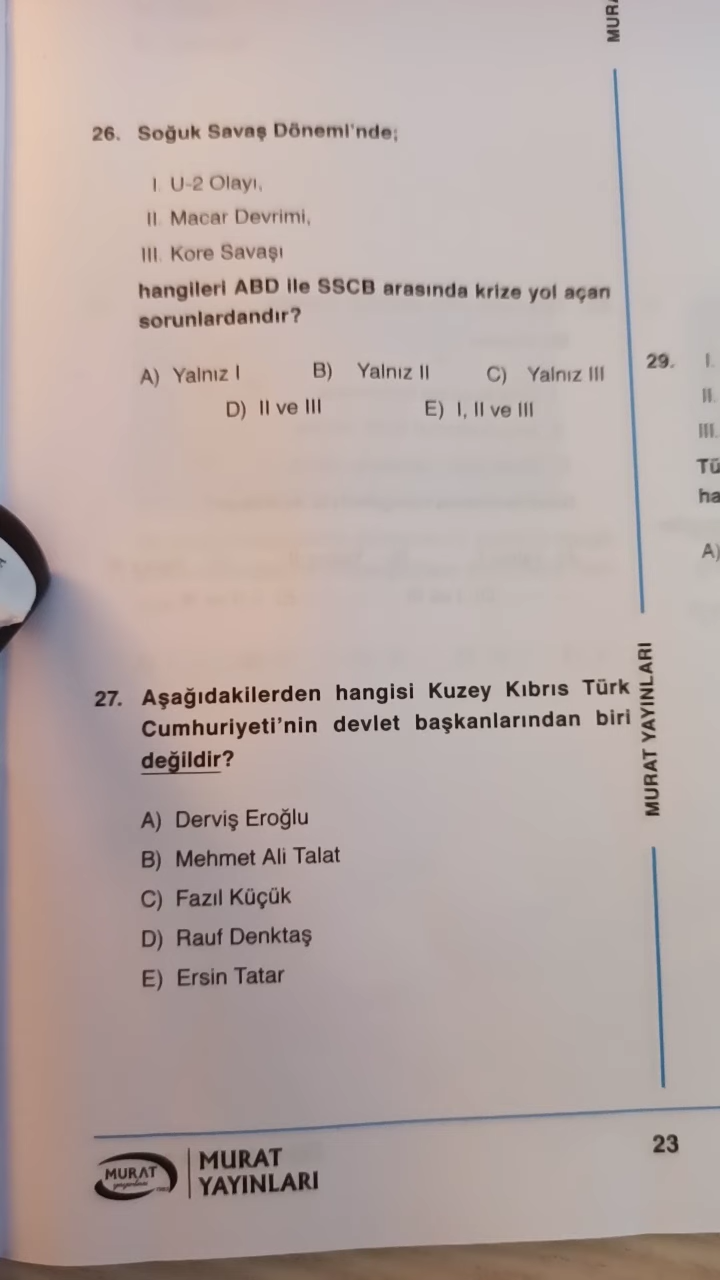 MURA
26. Soğuk Savaş Dönemi'nde;
I. U-2 Olayı,
II. Macar Devrimi,
III. Kore Savaşı
hangileri ABD ile SSCB arasında krize yol açan
sorunlardandır?
A) Yalnız I B) Yalnız II C) Yalnız III
D) II ve III E) I, II ve III
27. Aşağıdakilerden hangisi Kuzey Kıbrıs Türk
Cumhuriyeti'nin devlet başkanlarından biri
değildir?
A) Derviş Eroğlu
B) Mehmet Ali Talat
C) Fazıl Küçük
D) Rauf Denktaş
E) Ersin Tatar
MURAT YAYINLARI
29. I.
II.
III.
Tü
ha
A)
MURAT
MURAT
YAYINLARI
23